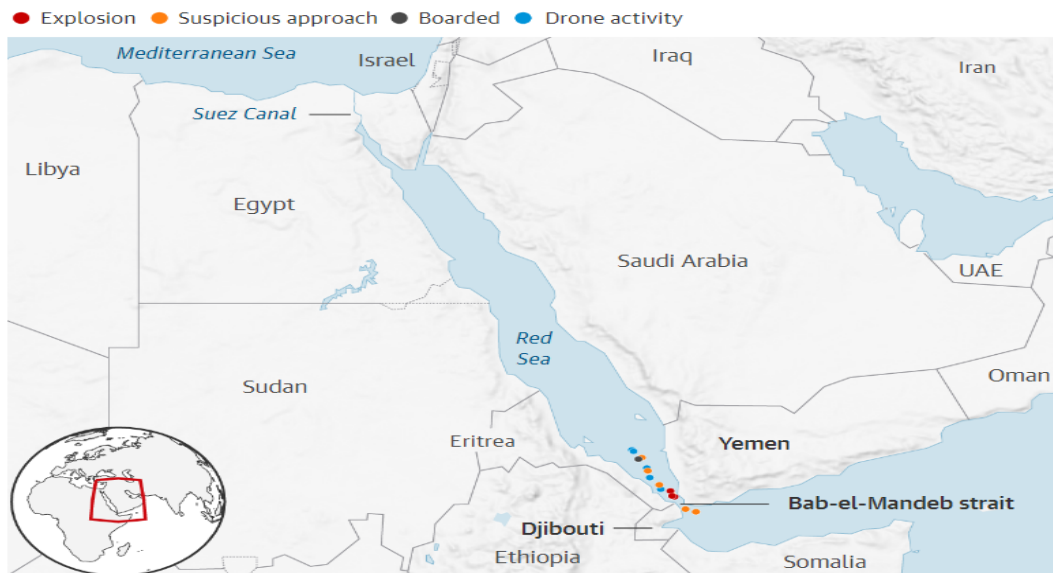 Explosion Suspicious approach Boarded Drone activity
Mediterranean Sea
Israel
Iraq
Iran
Suez Canal
Libya
Egypt
Saudi Arabia
UAE
Red
Sea
Oman
Sudan
Eritrea
Yemen
Bab-el-Mandeb strait
Djibouti
Ethiopia
Somalia